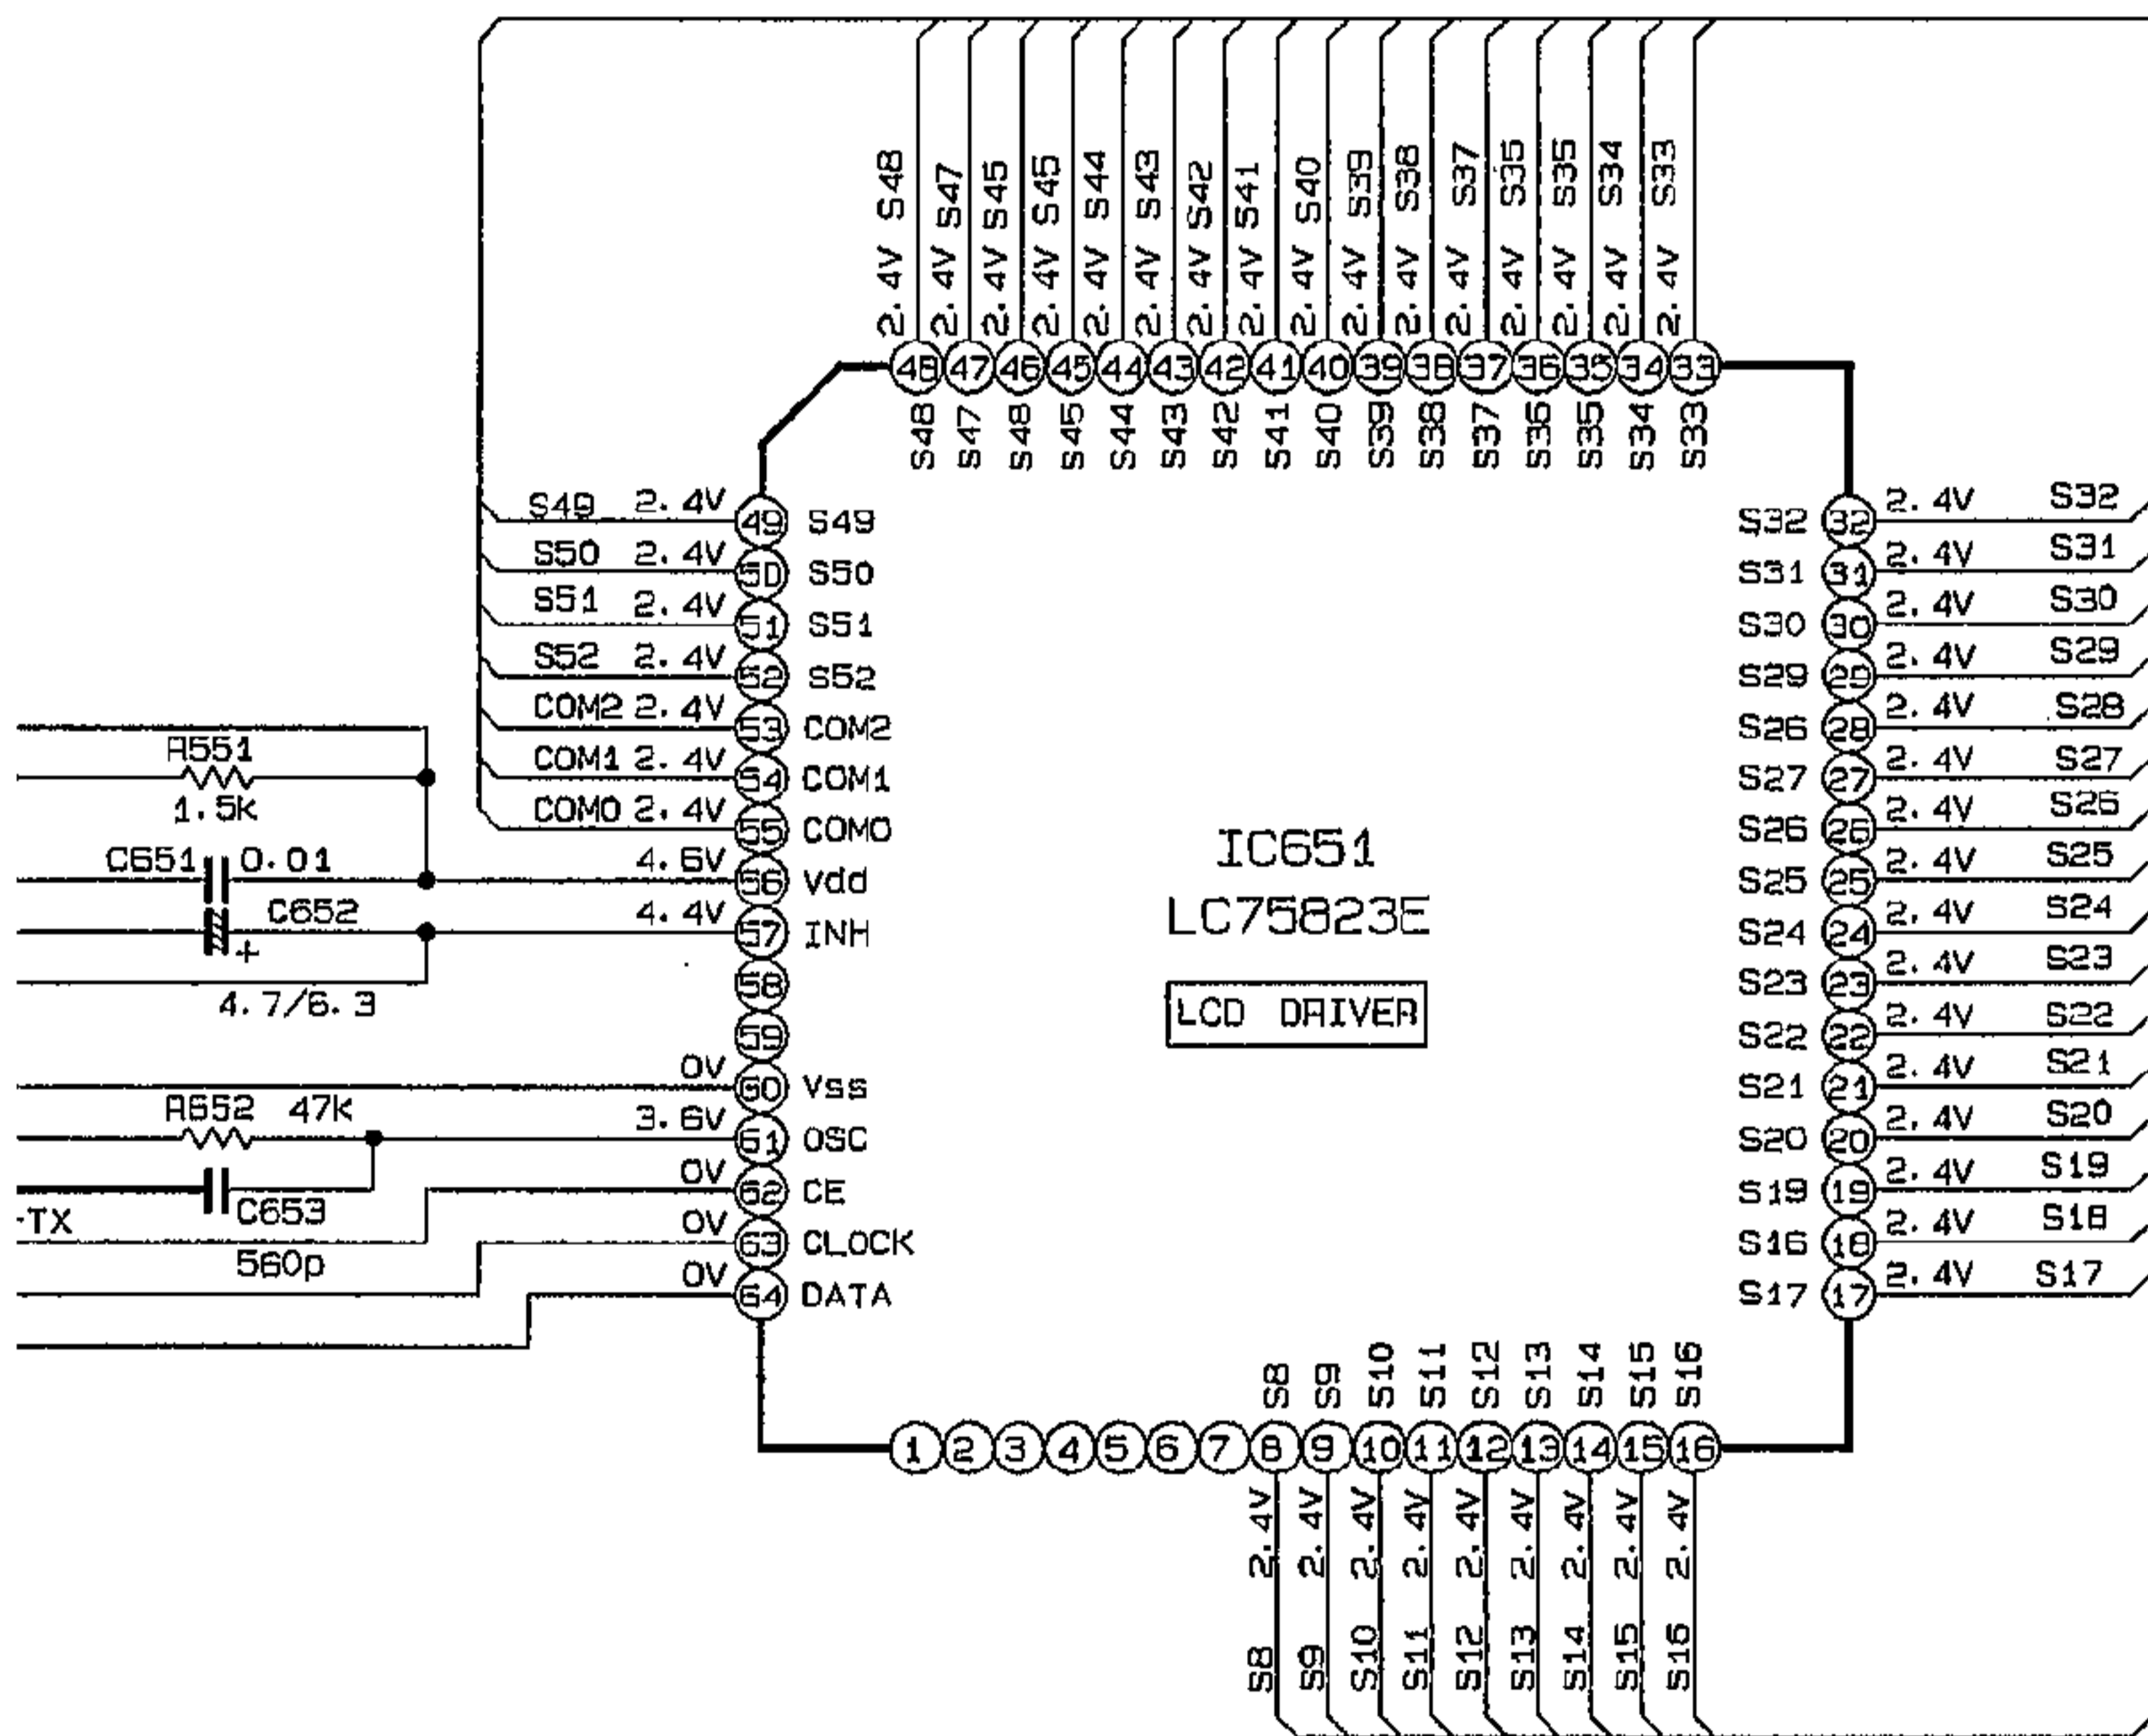 2.4V S48
2.4V S47
2.4V S45
2.4V S45
2.4V S44
2.4V S43
2.4V S42
2.4V S41
2.4V S40
2.4V S39
2.4V S38
2.4V S37
2.4V S35
2.4V S35
2.4V S34
2.4V S33
48 47 46 45 44 43 42 41 40 39 38 37 36 35 34 33
S48 S47 S48 S45 S44 S43 S42 S41 S40 S39 S38 S37 S36 S35 S34 S33
S49 2.4V 49 S49
S50 2.4V 50 S50
S51 2.4V 51 S51
S52 2.4V 52 S52
COM2 2.4V 53 COM2
COM1 2.4V 54 COM1
COM0 2.4V 55 COM0
4.6V 56 Vdd
4.4V 57 INH
58
59
0V 60 Vss
3.6V 61 OSC
0V 62 CE
0V 63 CLOCK
0V 64 DATA
R551
1.5K
C651 0.01
C652
+
4.7/6.3
R652 47K
C653
-TX
560p
IC651
LC75823E
LCD DRIVER
S32 32 2.4V S32
S31 31 2.4V S31
S30 30 2.4V S30
S29 29 2.4V S29
S26 28 2.4V S28
S27 27 2.4V S27
S26 26 2.4V S26
S25 25 2.4V S25
S24 24 2.4V S24
S23 23 2.4V S23
S22 22 2.4V S22
S21 21 2.4V S21
S20 20 2.4V S20
S19 19 2.4V S19
S16 18 2.4V S18
S17 17 2.4V S17
S8 S9 S10 S11 S12 S13 S14 S15 S16
1 2 3 4 5 6 7 8 9 10 11 12 13 14 15 16
S8 2.4V
S9 2.4V
S10 2.4V
S11 2.4V
S12 2.4V
S13 2.4V
S14 2.4V
S15 2.4V
S16 2.4V